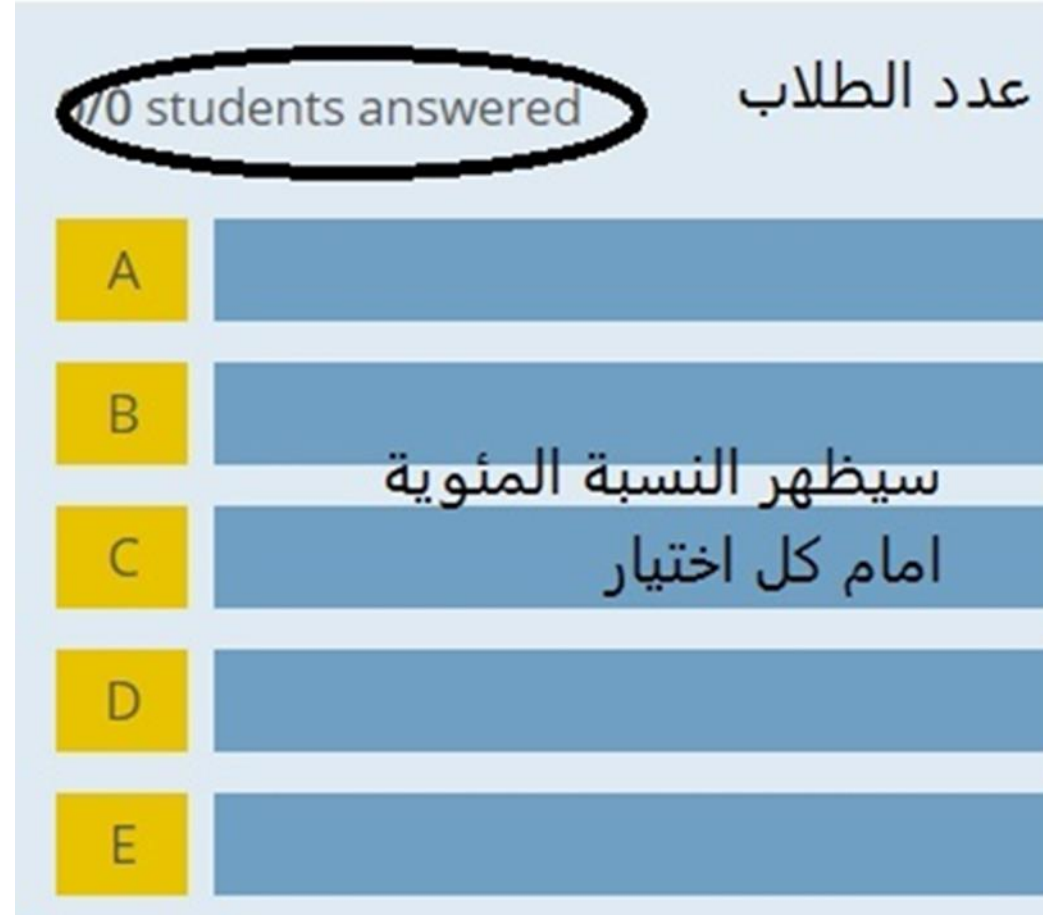 0/0 students answered
عدد الطلاب
A
B
سيظهر النسبة المئوية
C
امام كل اختيار
D
E